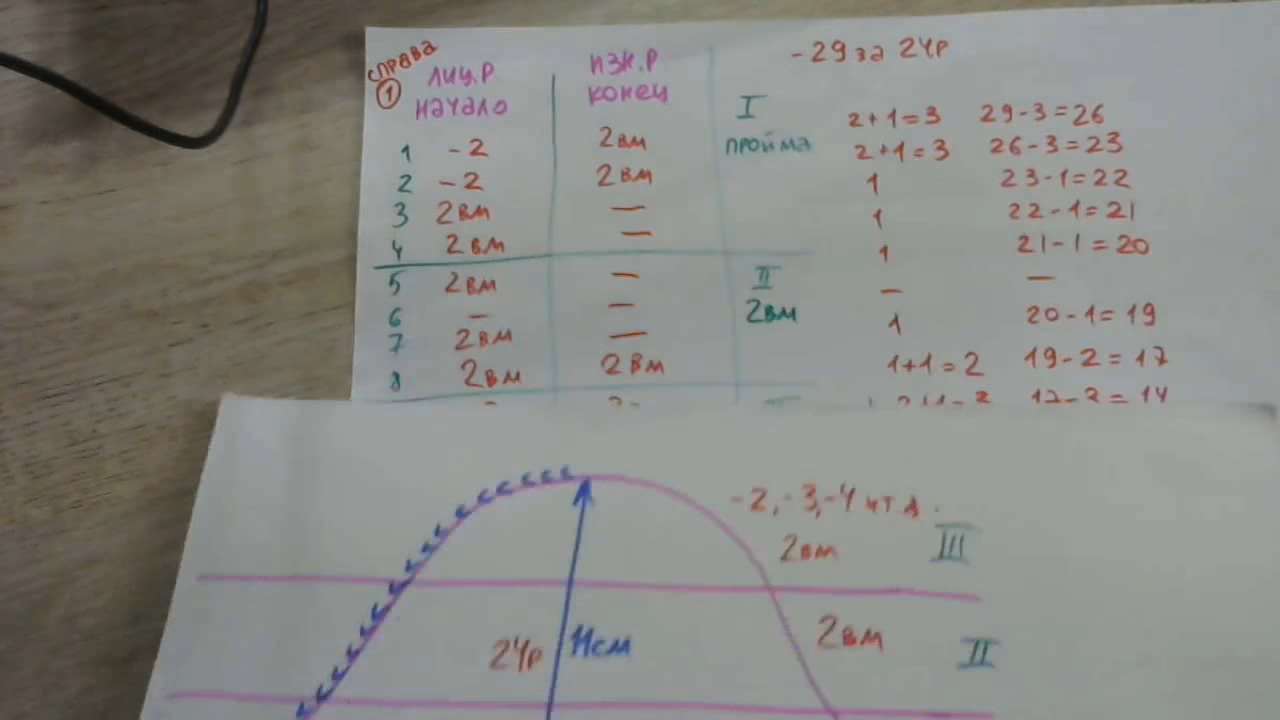 справа лиц.р изн.р - 29 за 24р
1 начало конец I
1 -2 2вм пройма 2+1=3 29-3=26
2 -2 2вм 2+1=3 26-3=23
3 2вм — 1 23-1=22
4 2вм — 1 22-1=21
5 2вм — II 1 21-1=20
6 — — 2вм — —
7 2вм — 1 20-1=19
8 2вм 2вм 1+1=2 19-2=17
-2, -3, -4 и т.д.
2вм III
24р 11см 2вм II